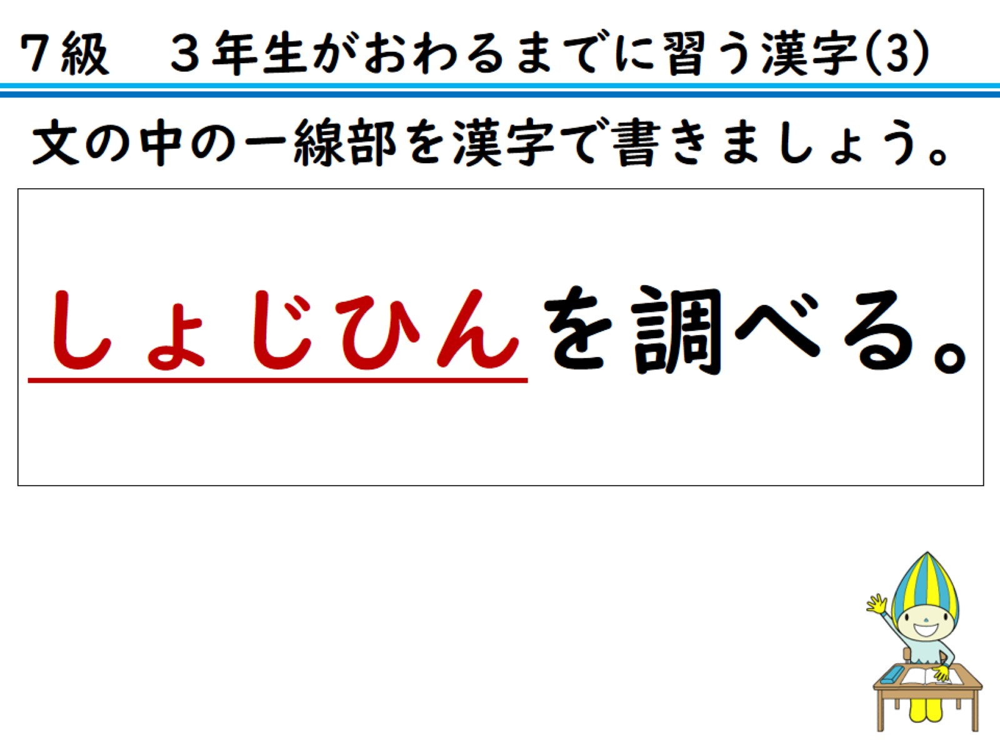 ７級　３年生がおわるまでに習う漢字(3)
文の中の―線部を漢字で書きましょう。
しょじひんを調べる。